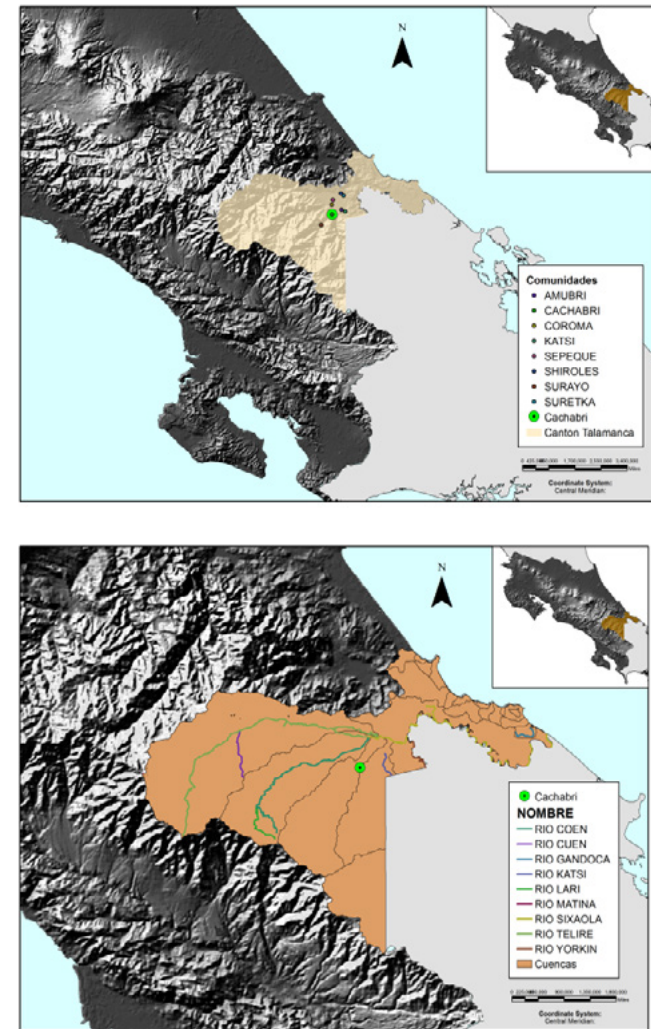 N
Comunidades
AMUBRI
CACHABRI
COROMA
KATSI
SEPEQUE
SHIROLES
SURAYO
SURETKA
Cachabri
Canton Talamanca
Miles
Coordinate System:
Central Meridian:
N
Cachabri
NOMBRE
RIO COEN
RIO CUEN
RIO GANDOCA
RIO KATSI
RIO LARI
RIO MATINA
RIO SIXAOLA
RIO TELIRE
RIO YORKIN
Cuencas
Miles
Coordinate System:
Central Meridian: